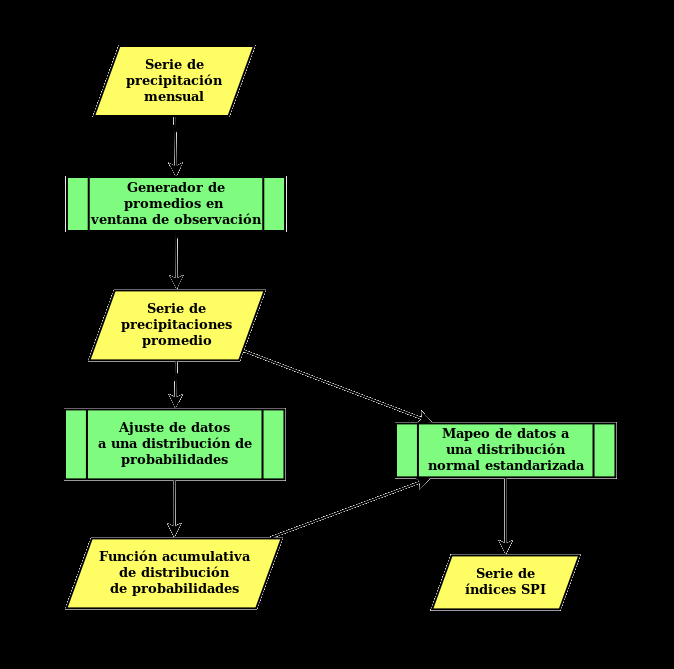 Serie de
precipitación
mensual
Generador de
promedios en
ventana de observación
Serie de
precipitaciones
promedio
Ajuste de datos
a una distribución de
probabilidades
Mapeo de datos a
una distribución
normal estandarizada
Función acumulativa
de distribución
de probabilidades
Serie de
índices SPI